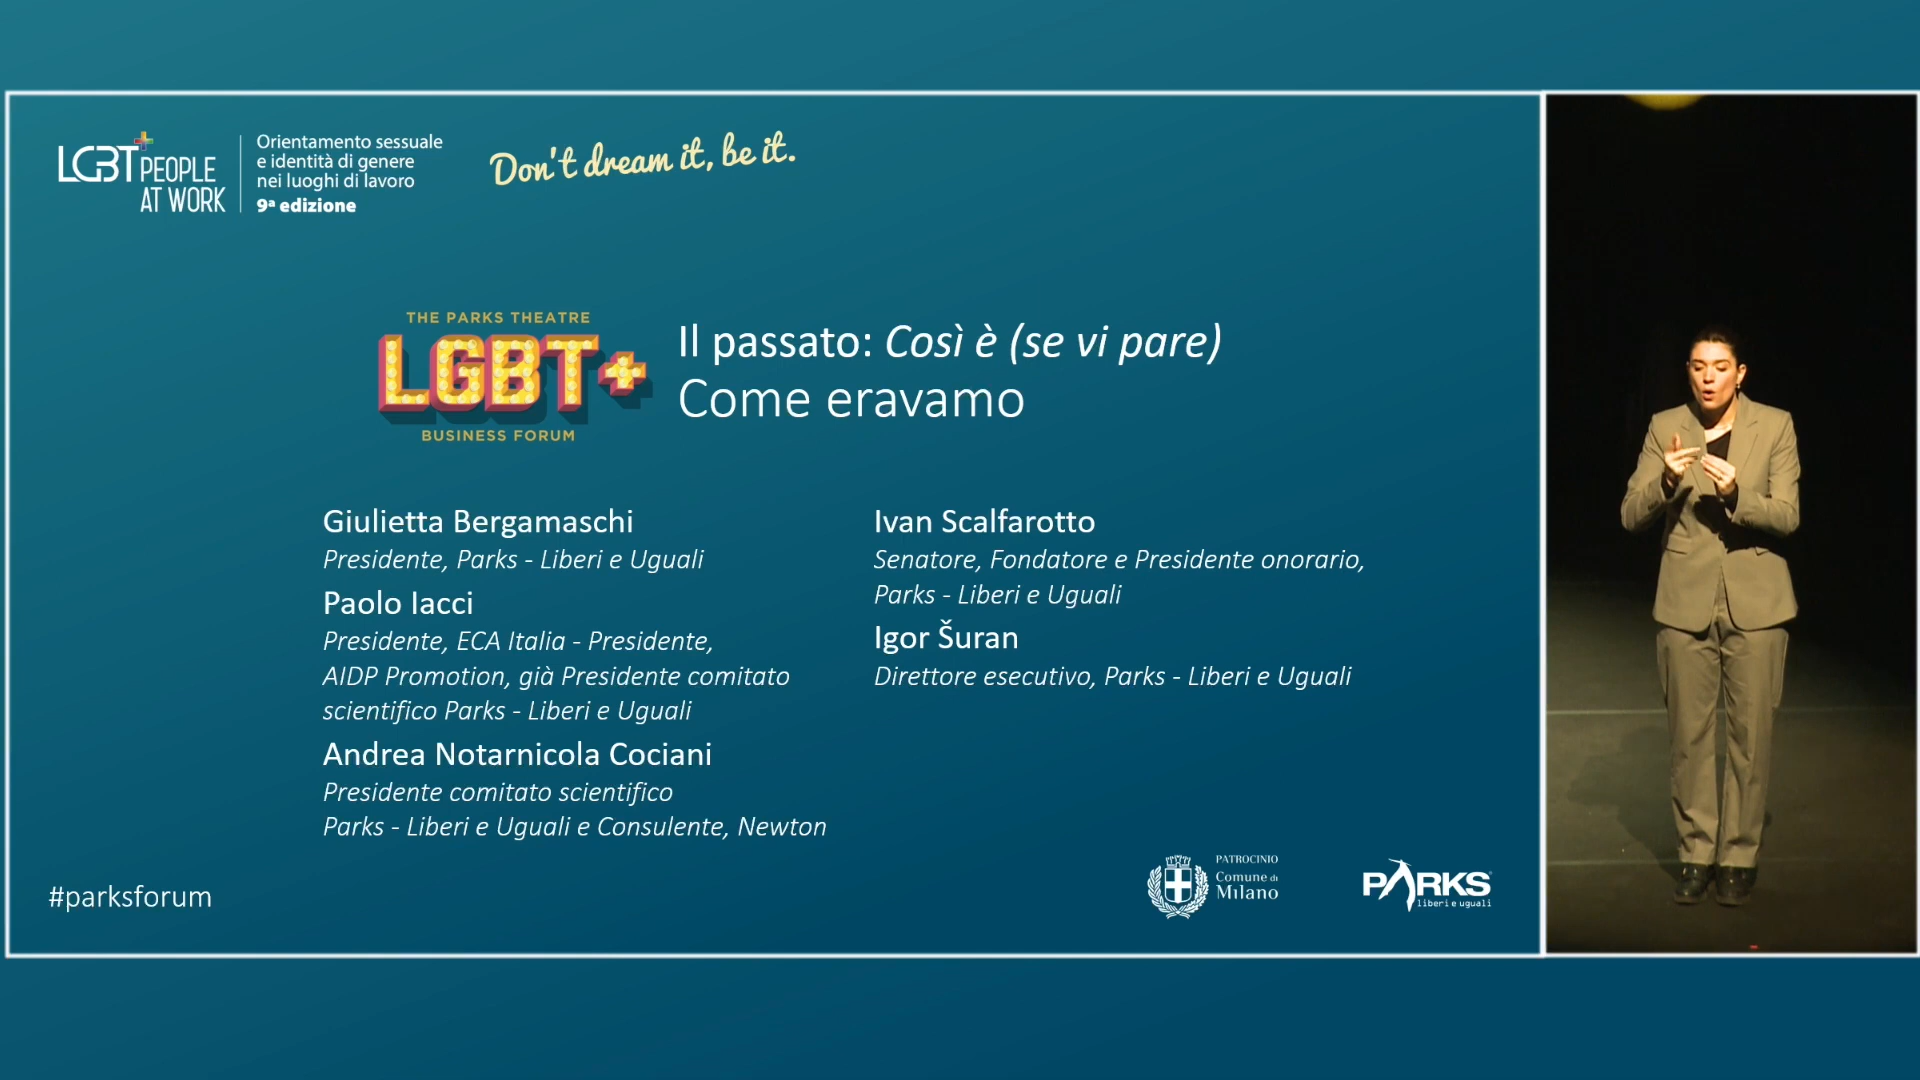 LGBT+ PEOPLE
AT WORK
Orientamento sessuale
e identità di genere
nei luoghi di lavoro
9ª edizione
Don't dream it, be it.
THE PARKS THEATRE
LGBT+
BUSINESS FORUM
Il passato: Così è (se vi pare)
Come eravamo
Giulietta Bergamaschi
Presidente, Parks - Liberi e Uguali
Paolo Iacci
Presidente, ECA Italia - Presidente,
AIDP Promotion, già Presidente comitato
scientifico Parks - Liberi e Uguali
Andrea Notarnicola Cociani
Presidente comitato scientifico
Parks - Liberi e Uguali e Consulente, Newton
Ivan Scalfarotto
Senatore, Fondatore e Presidente onorario,
Parks - Liberi e Uguali
Igor Šuran
Direttore esecutivo, Parks - Liberi e Uguali
#parksforum
PATROCINIO
Comune di
Milano
PARKS
liberi e uguali